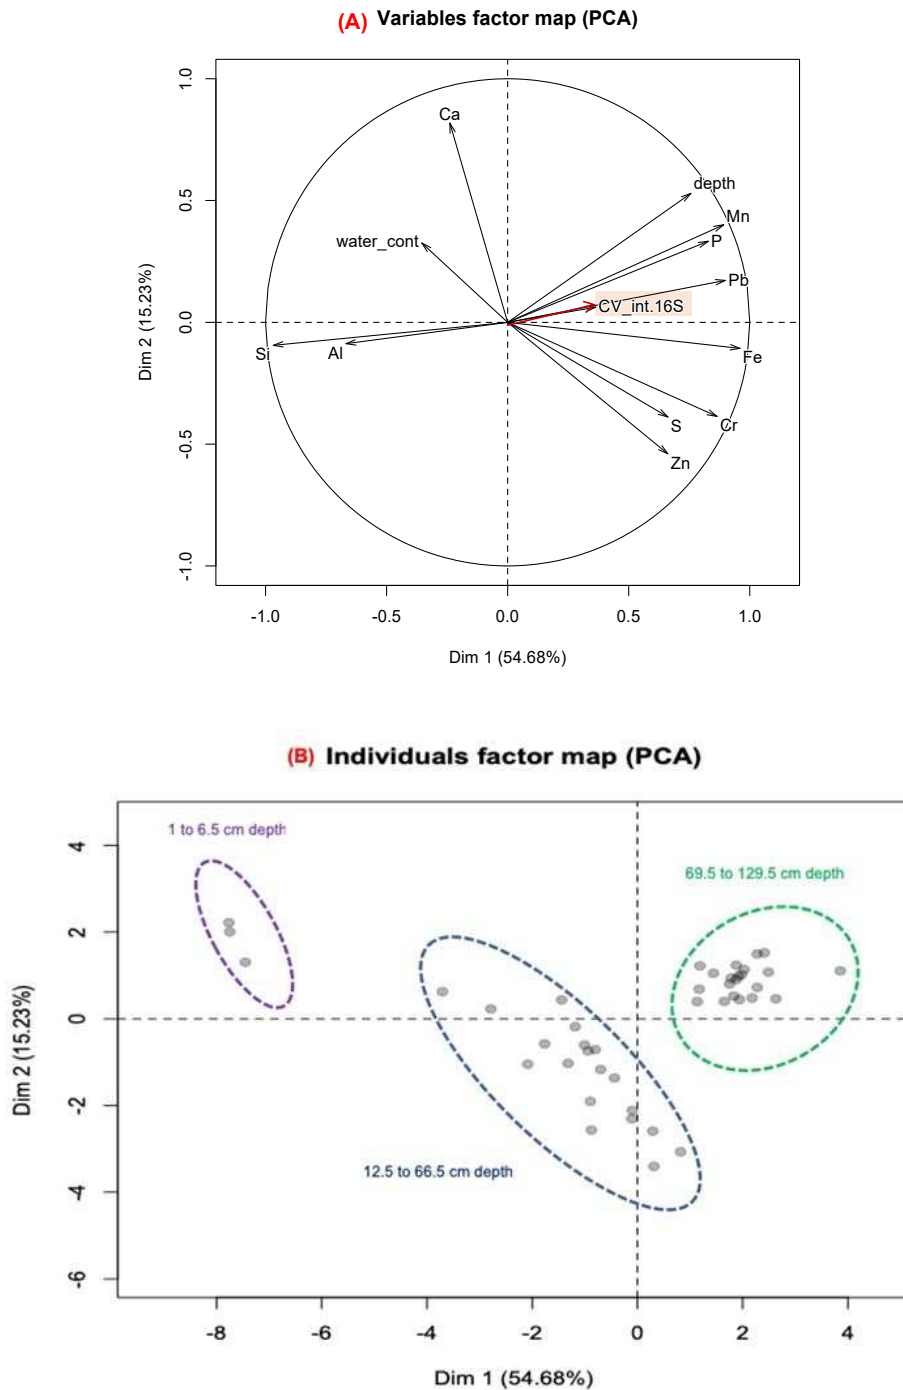 (A) Variables factor map (PCA)
1.0
0.5
0.0
-0.5
-1.0
Dim 2 (15.23%)
Ca
depth
Mn
water_cont
P
Pb
CV_int.16S
Si
Al
Fe
S
Cr
Zn
-1.0 -0.5 0.0 0.5 1.0
Dim 1 (54.68%)
(B) Individuals factor map (PCA)
4
2
0
-2
-4
-6
Dim 2 (15.23%)
1 to 6.5 cm depth
69.5 to 129.5 cm depth
12.5 to 66.5 cm depth
-8 -6 -4 -2 0 2 4
Dim 1 (54.68%)